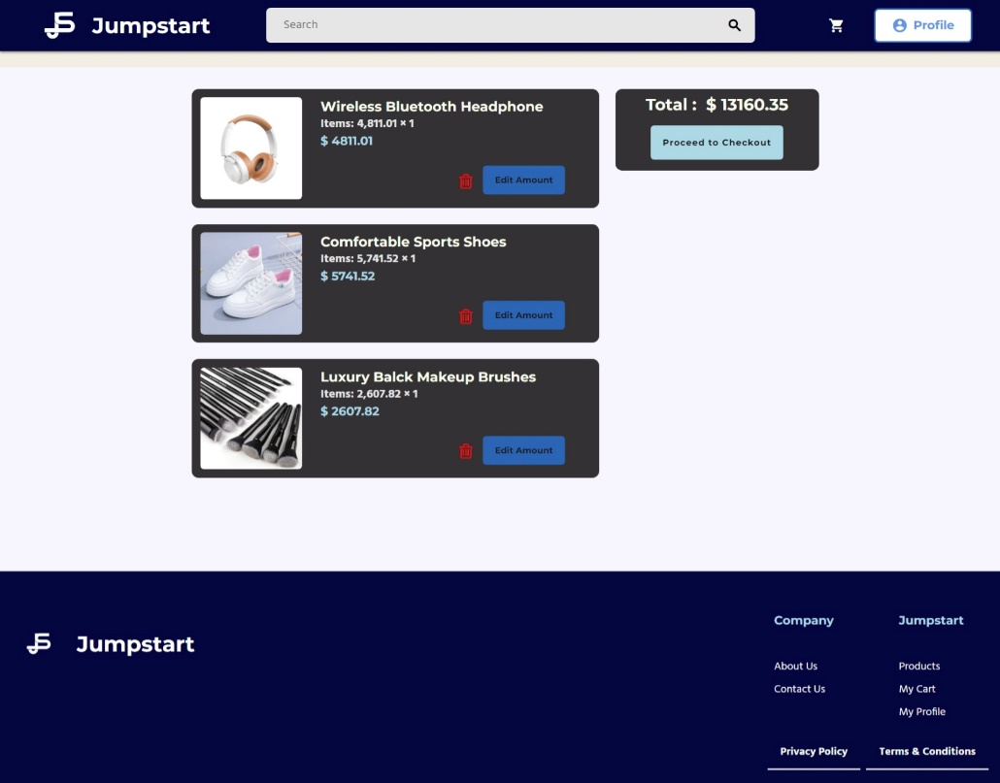 Jumpstart
Search
Profile
Wireless Bluetooth Headphone
Items: 4,811.01 × 1
$ 4811.01
Edit Amount
Total : $ 13160.35
Proceed to Checkout
Comfortable Sports Shoes
Items: 5,741.52 × 1
$ 5741.52
Edit Amount
Luxury Balck Makeup Brushes
Items: 2,607.82 × 1
$ 2607.82
Edit Amount
Jumpstart
Company
About Us
Contact Us
Jumpstart
Products
My Cart
My Profile
Privacy Policy
Terms & Conditions